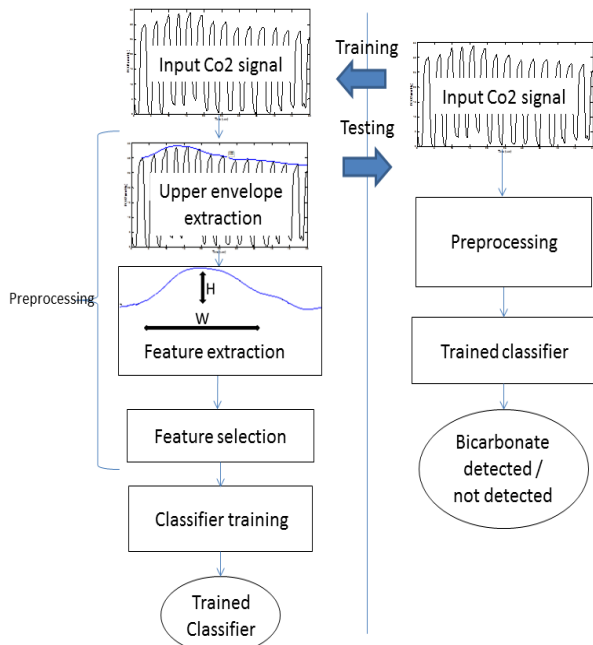 Input Co2 signal
Upper envelope
extraction
H
W
Feature extraction
Preprocessing
Feature selection
Classifier training
Trained
Classifier
Training
Testing
Input Co2 signal
Preprocessing
Trained classifier
Bicarbonate
detected /
not detected